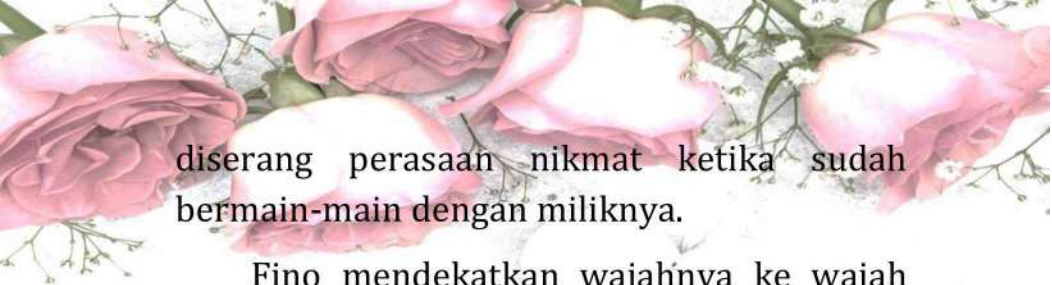 diserang perasaan nikmat ketika sudah
bermain-main dengan miliknya.
Fino mendekatkan wajahnya ke wajah